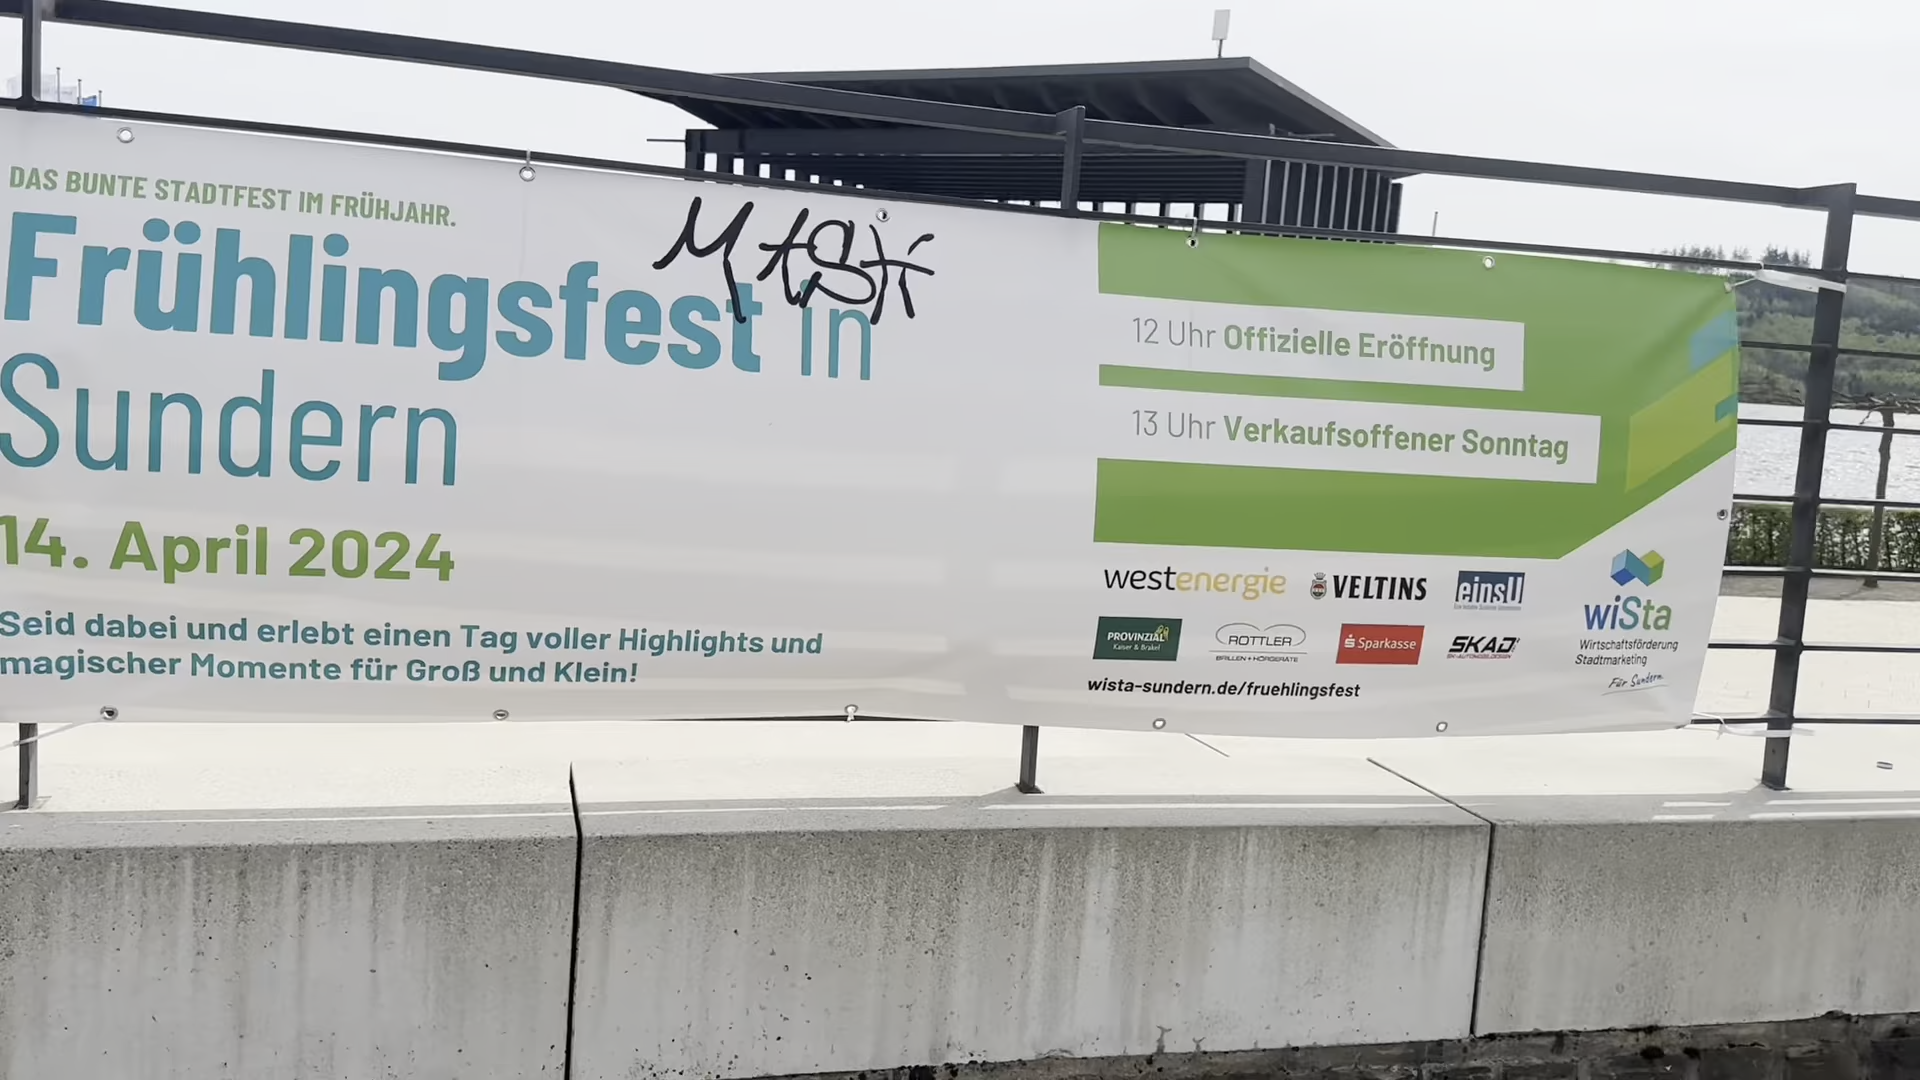 DAS BUNTE STADTFEST IM FRÜHJAHR.
Frühlingsfest in
Sundern
14. April 2024
Seid dabei und erlebt einen Tag voller Highlights und
magischer Momente für Groß und Klein!
12 Uhr Offizielle Eröffnung
13 Uhr Verkaufsoffener Sonntag
westenergie VELTINS einsU
PROVINZIAL
Kaiser & Brakel
ROTTLER
BRILLEN + HÖRGERÄTE
Sparkasse
SKAD
wista-sundern.de/fruehlingsfest
wiSta
Wirtschaftsförderung
Stadtmarketing
Für Sundern.